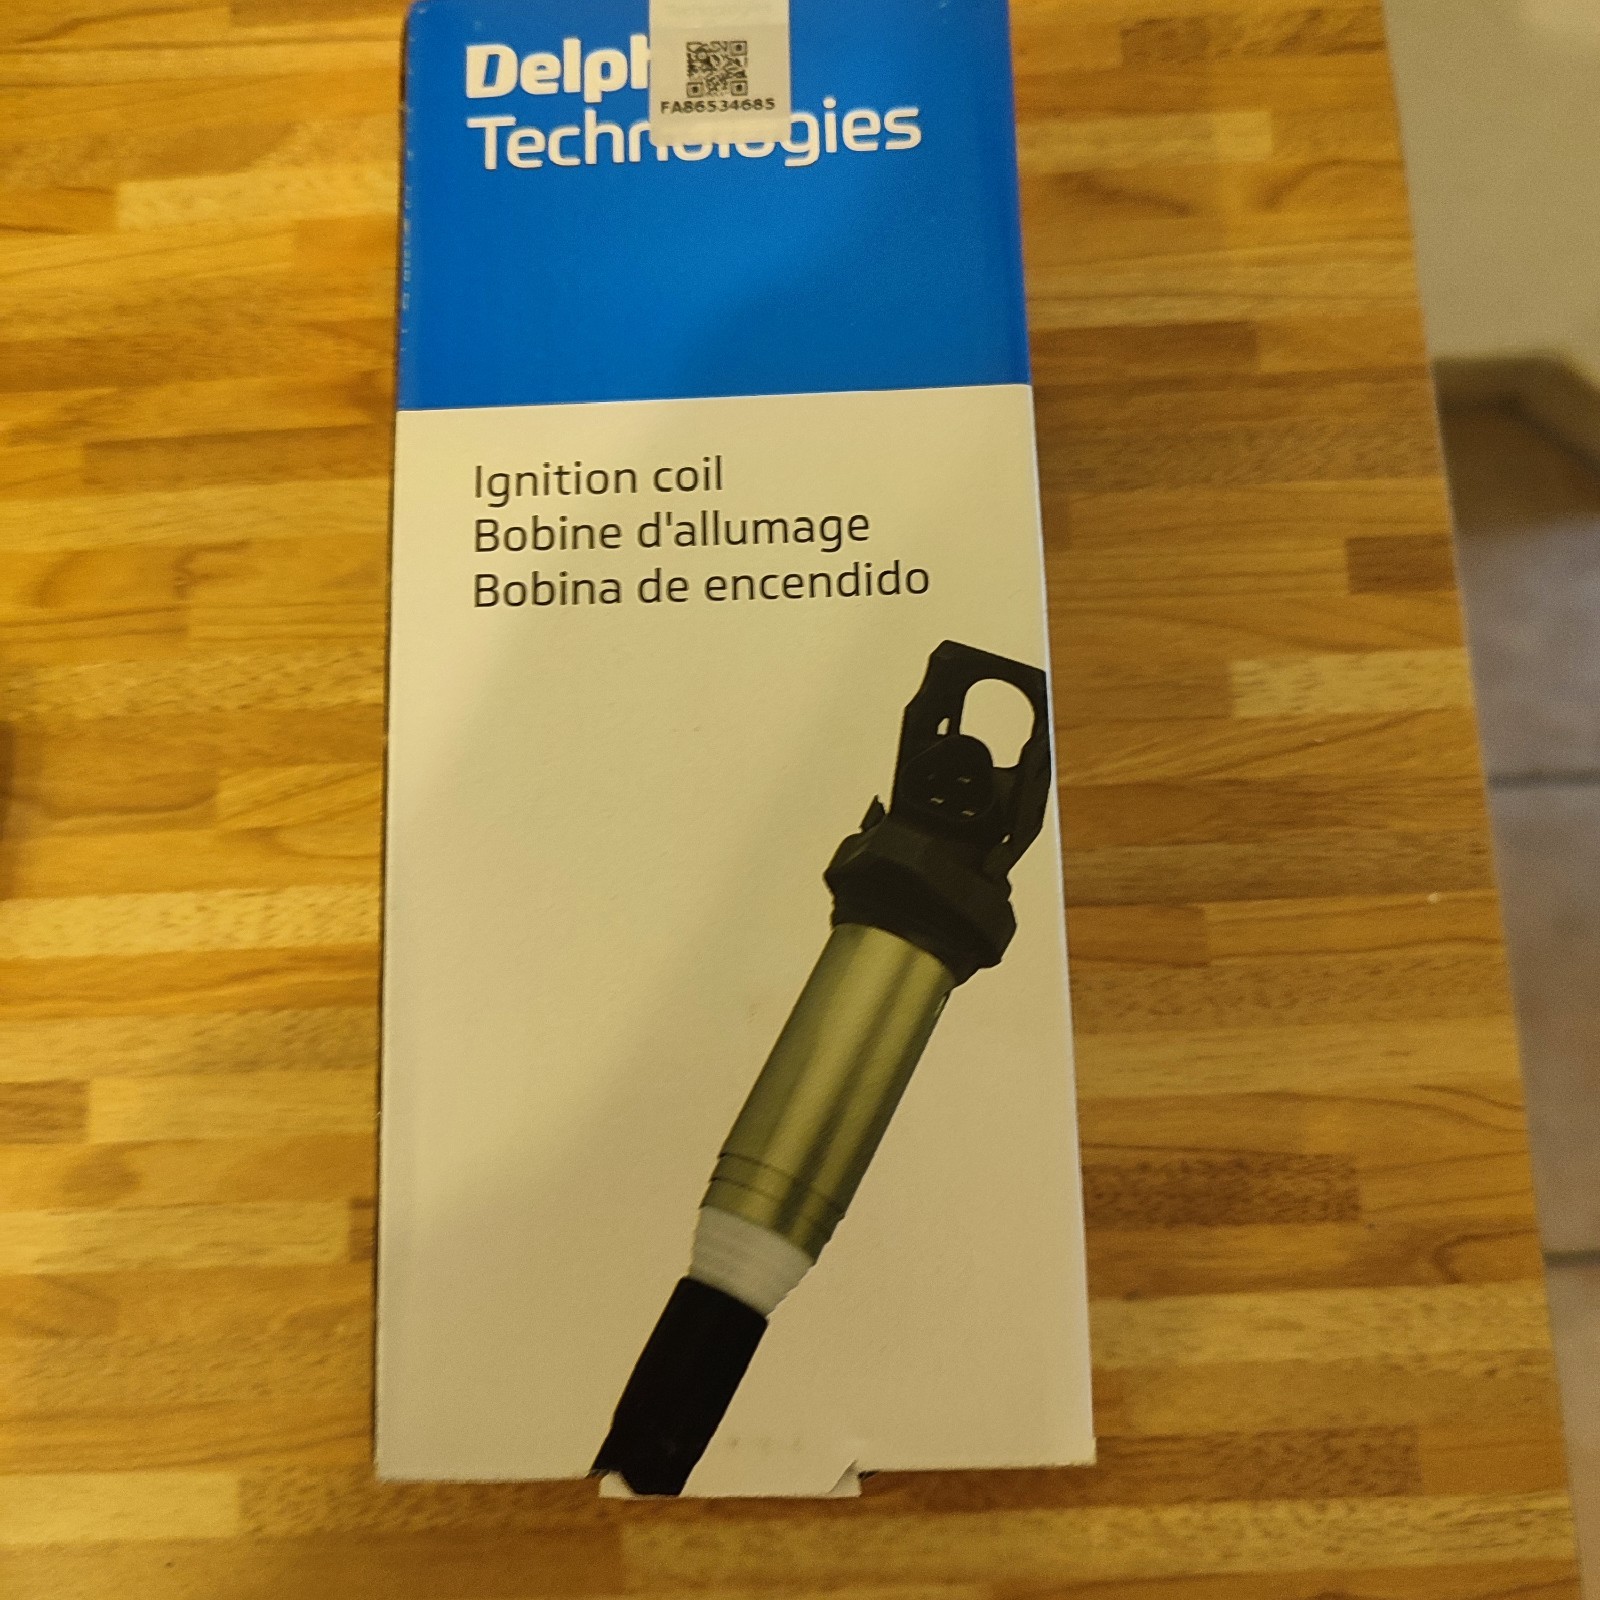 Delph
Technologies
FA86534685
Ignition coil
Bobine d'allumage
Bobina de encendido